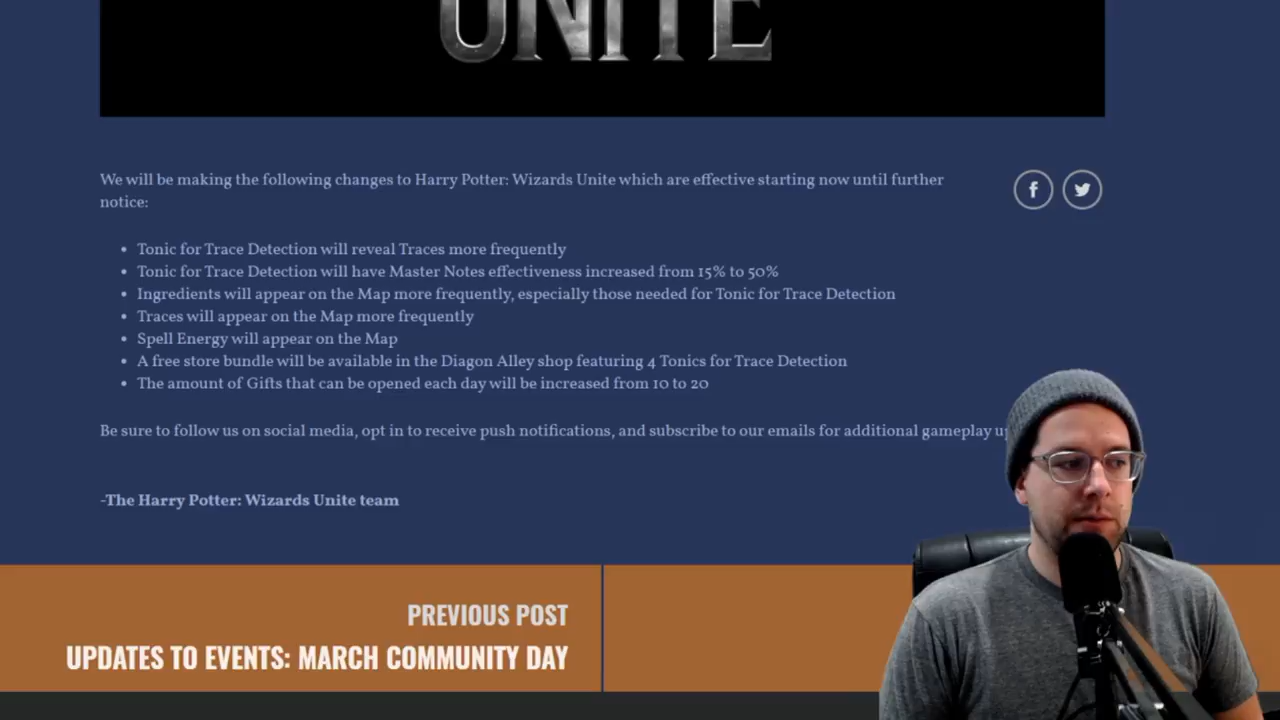 UNITE
We will be making the following changes to Harry Potter: Wizards Unite which are effective starting now until further
notice:
• Tonic for Trace Detection will reveal Traces more frequently
• Tonic for Trace Detection will have Master Notes effectiveness increased from 15% to 50%
• Ingredients will appear on the Map more frequently, especially those needed for Tonic for Trace Detection
• Traces will appear on the Map more frequently
• Spell Energy will appear on the Map
• A free store bundle will be available in the Diagon Alley shop featuring 4 Tonics for Trace Detection
• The amount of Gifts that can be opened each day will be increased from 10 to 20
Be sure to follow us on social media, opt in to receive push notifications, and subscribe to our emails for additional gameplay
-The Harry Potter: Wizards Unite team
PREVIOUS POST
UPDATES TO EVENTS: MARCH COMMUNITY DAY